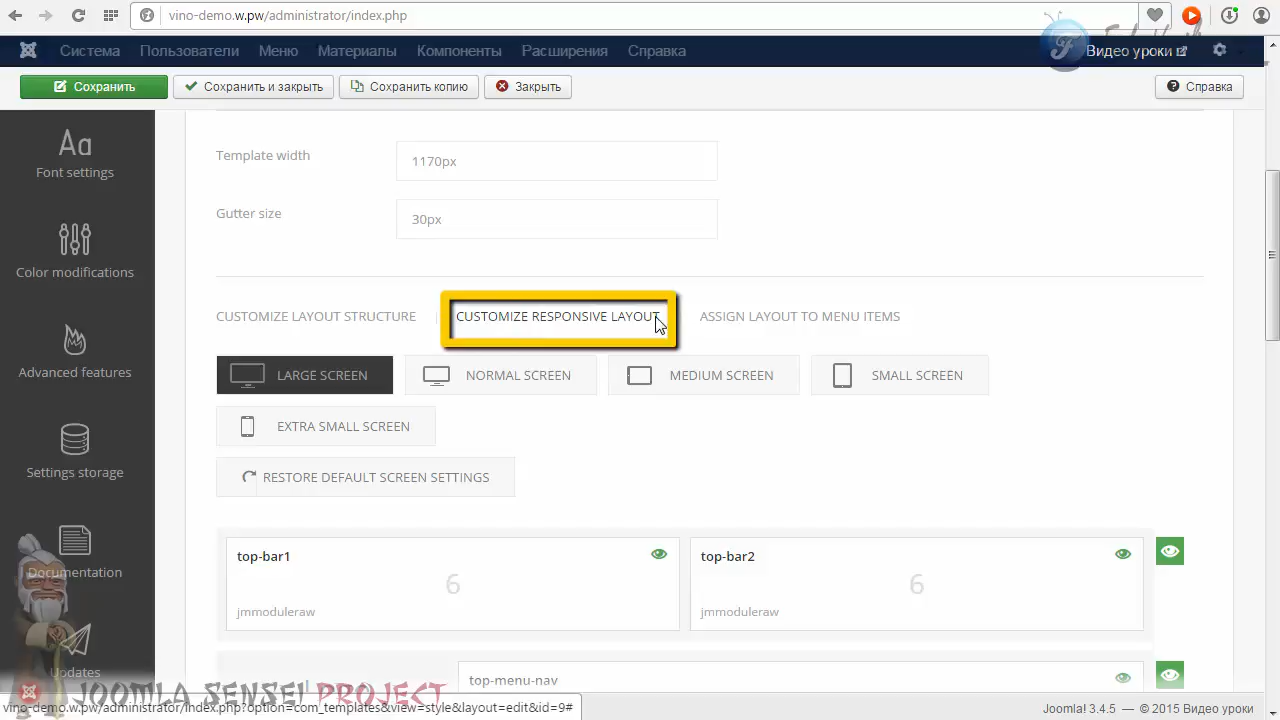 vino-demo.w.pw/administrator/index.php
Система Пользователи Меню Материалы Компоненты Расширения Справка Видео уроки
Сохранить Сохранить и закрыть Сохранить копию Закрыть Справка
Font settings
Color modifications
Advanced features
Settings storage
Documentation
Updates
Template width 1170px
Gutter size 30px
CUSTOMIZE LAYOUT STRUCTURE CUSTOMIZE RESPONSIVE LAYOUT ASSIGN LAYOUT TO MENU ITEMS
LARGE SCREEN NORMAL SCREEN MEDIUM SCREEN SMALL SCREEN
EXTRA SMALL SCREEN
RESTORE DEFAULT SCREEN SETTINGS
top-bar1 top-bar2
6 6
jmmoduleraw jmmoduleraw
top-menu-nav
JOOMLA SENSEI PROJECT
vino-demo.w.pw/administrator/index.php?option=com_templates&view=style&layout=edit&id=9#
Joomla! 3.4.5 — © 2015 Видео уроки